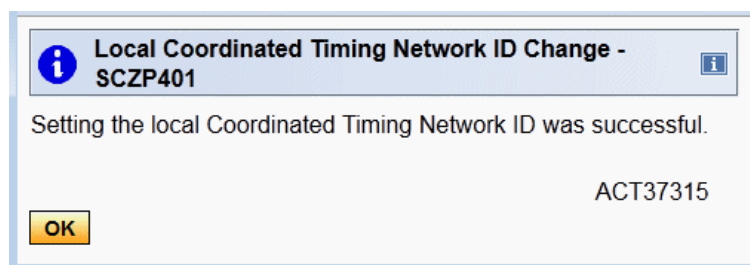 Local Coordinated Timing Network ID Change -
SCZP401
Setting the local Coordinated Timing Network ID was successful.
ACT37315
OK